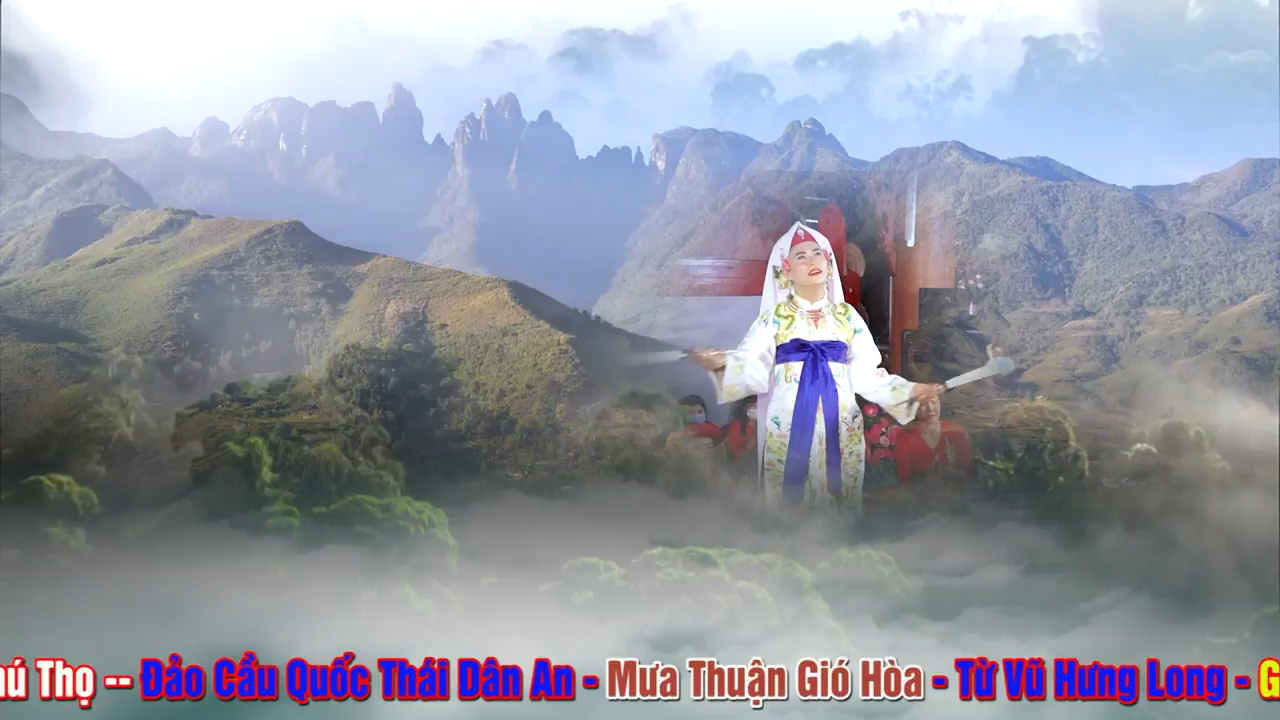 Thọ -- Đảo Cầu Quốc Thái Dân An - Mưa Thuận Gió Hòa - Từ Vũ Hưng Long -